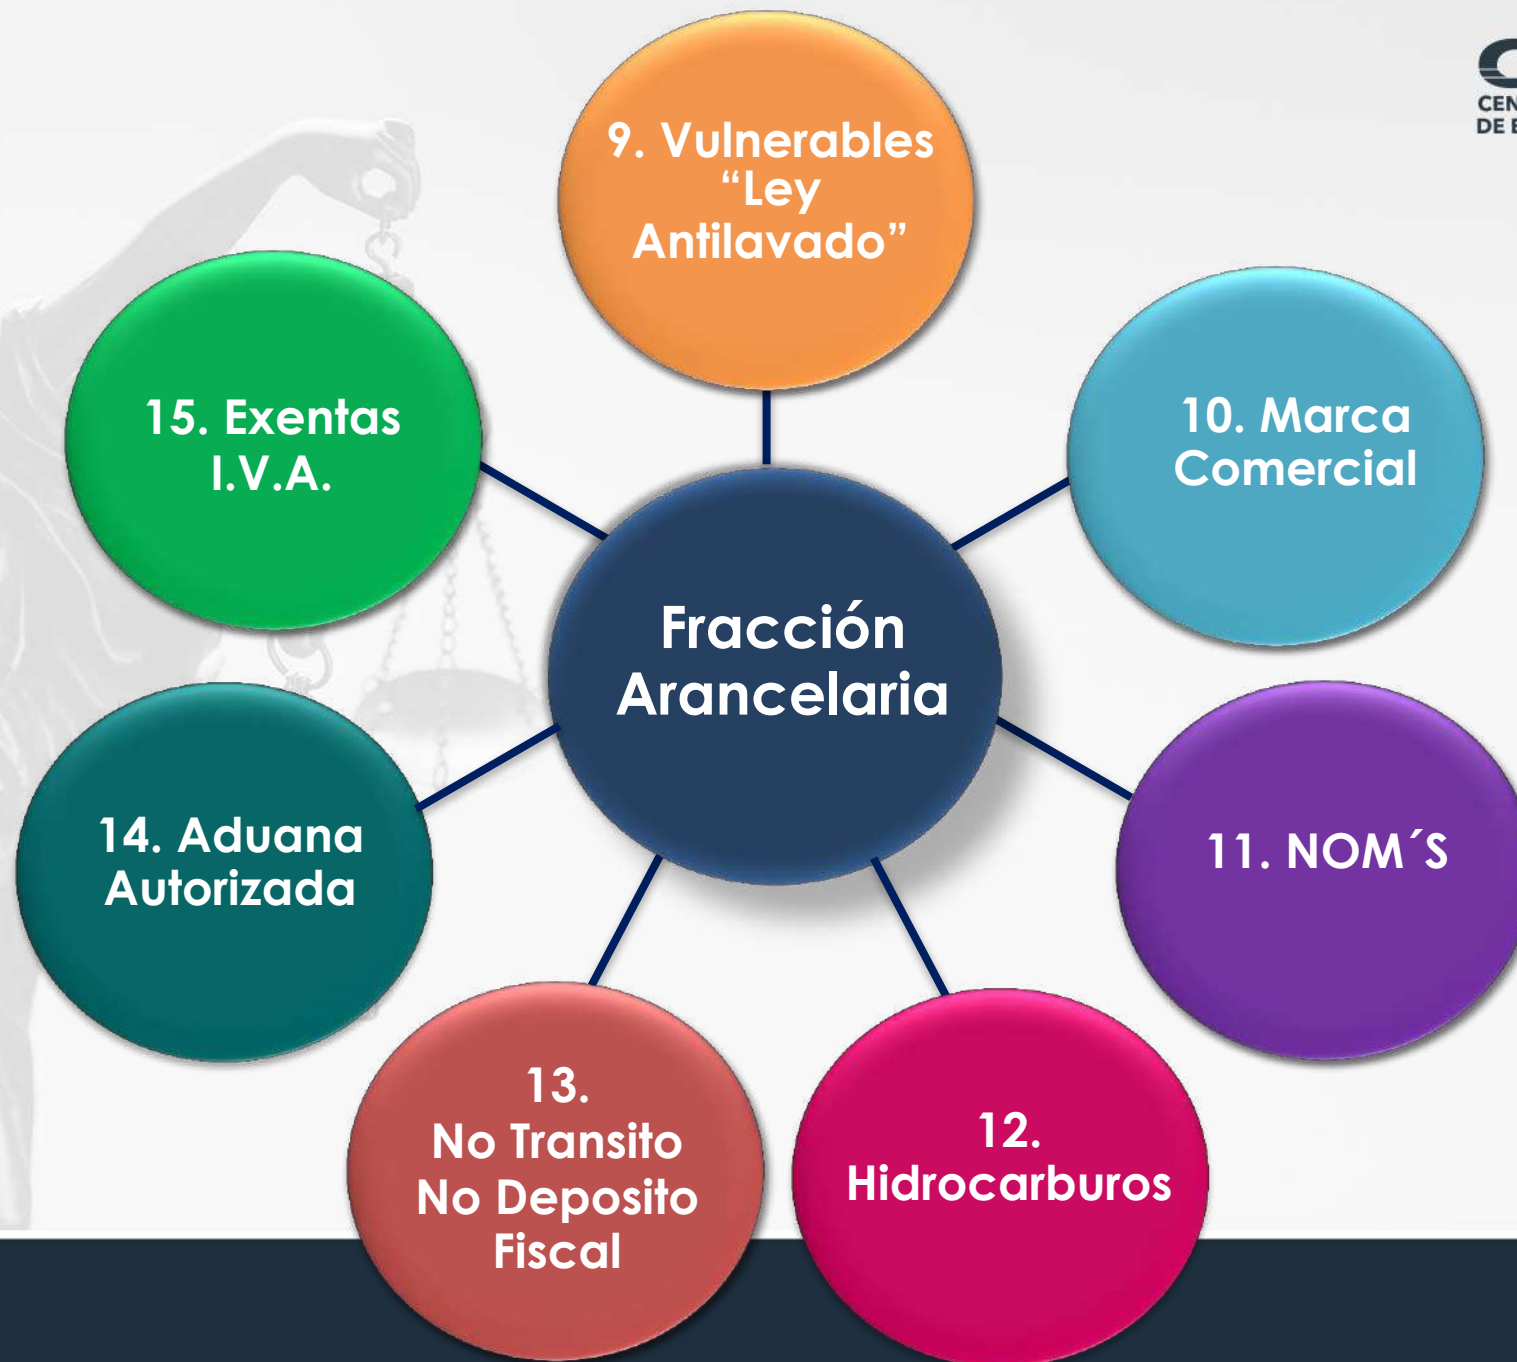 9. Vulnerables
“Ley
Antilavado”
10. Marca
Comercial
11. NOM´S
12.
Hidrocarburos
13.
No Transito
No Deposito
Fiscal
14. Aduana
Autorizada
15. Exentas
I.V.A.
Fracción
Arancelaria
DE